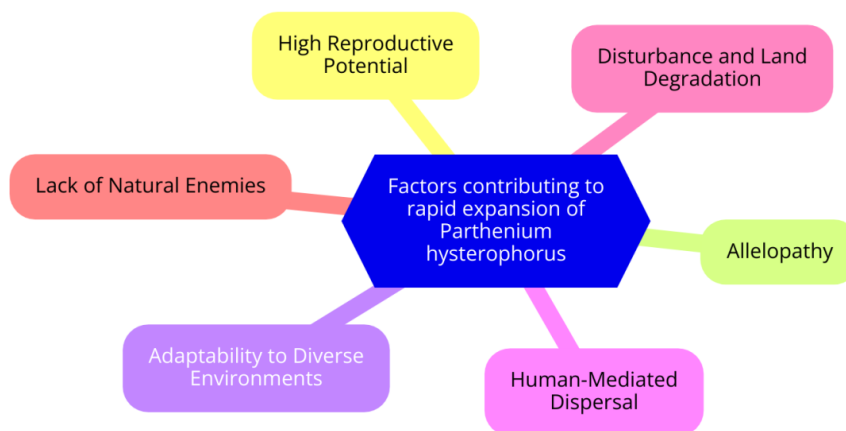 High Reproductive
Potential
Disturbance and Land
Degradation
Lack of Natural Enemies
Factors contributing to
rapid expansion of
Parthenium
hysterophorus
Allelopathy
Adaptability to Diverse
Environments
Human-Mediated
Dispersal